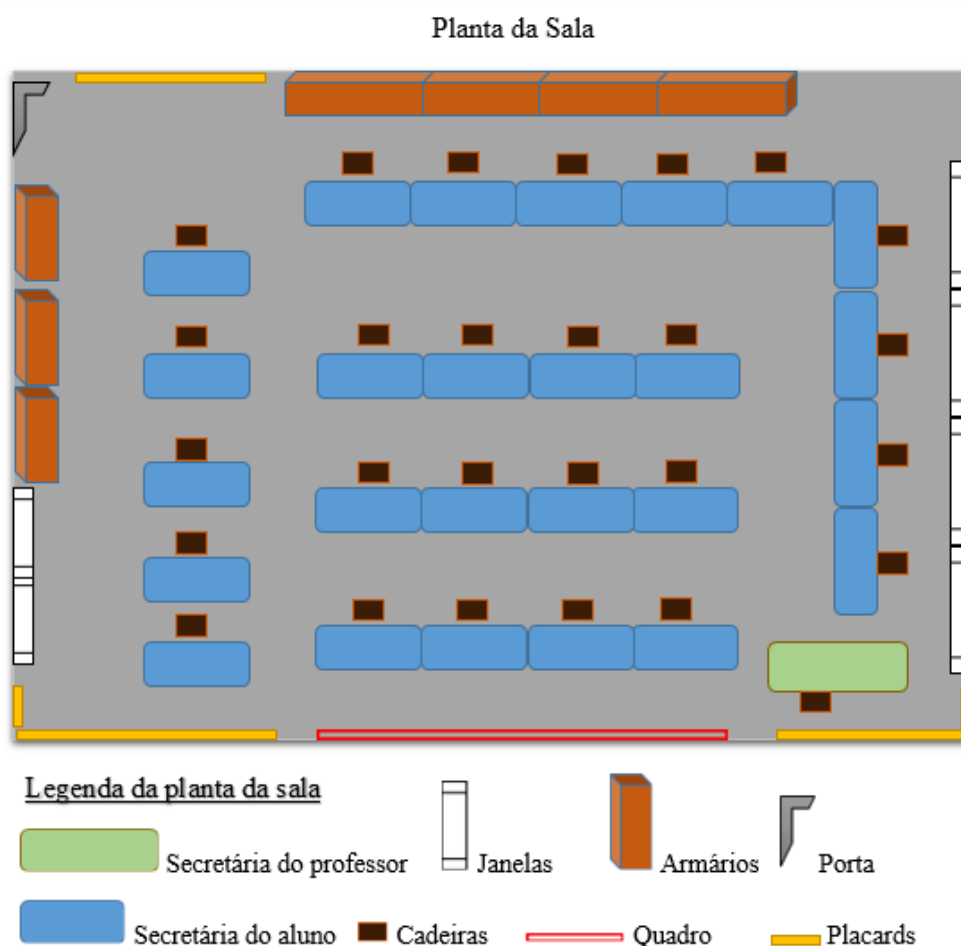 Planta da Sala
Legenda da planta da sala
Secretária do professor
Janelas
Armários
Porta
Secretária do aluno
Cadeiras
Quadro
Placards